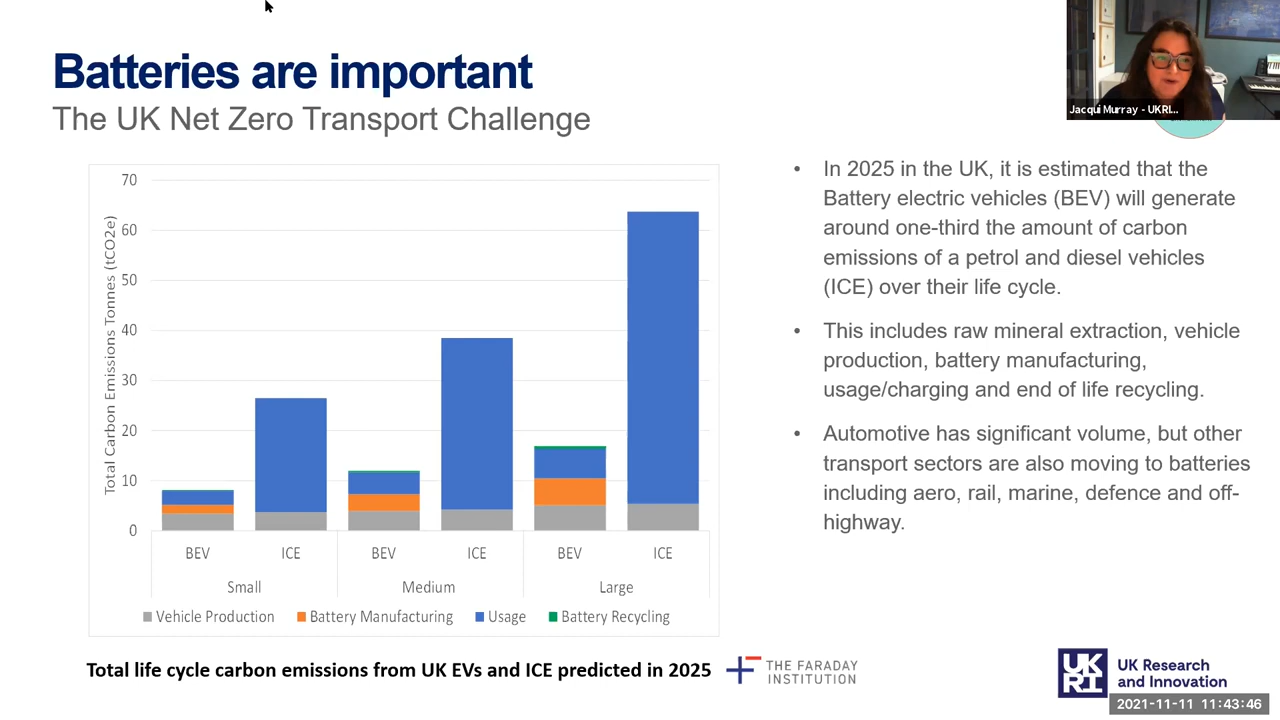 Batteries are important
The UK Net Zero Transport Challenge
Jacqui Murray - UKRI...
70
60
50
40
30
20
10
0
Total Carbon Emissions Tonnes (tCO2e)
BEV
ICE
BEV
ICE
BEV
ICE
Small
Medium
Large
Vehicle Production
Battery Manufacturing
Usage
Battery Recycling
Total life cycle carbon emissions from UK EVs and ICE predicted in 2025
• In 2025 in the UK, it is estimated that the
Battery electric vehicles (BEV) will generate
around one-third the amount of carbon
emissions of a petrol and diesel vehicles
(ICE) over their life cycle.
• This includes raw mineral extraction, vehicle
production, battery manufacturing,
usage/charging and end of life recycling.
• Automotive has significant volume, but other
transport sectors are also moving to batteries
including aero, rail, marine, defence and off-
highway.
THE FARADAY
INSTITUTION
UK
RI
UK Research
and Innovation
2021-11-11 11:43:46